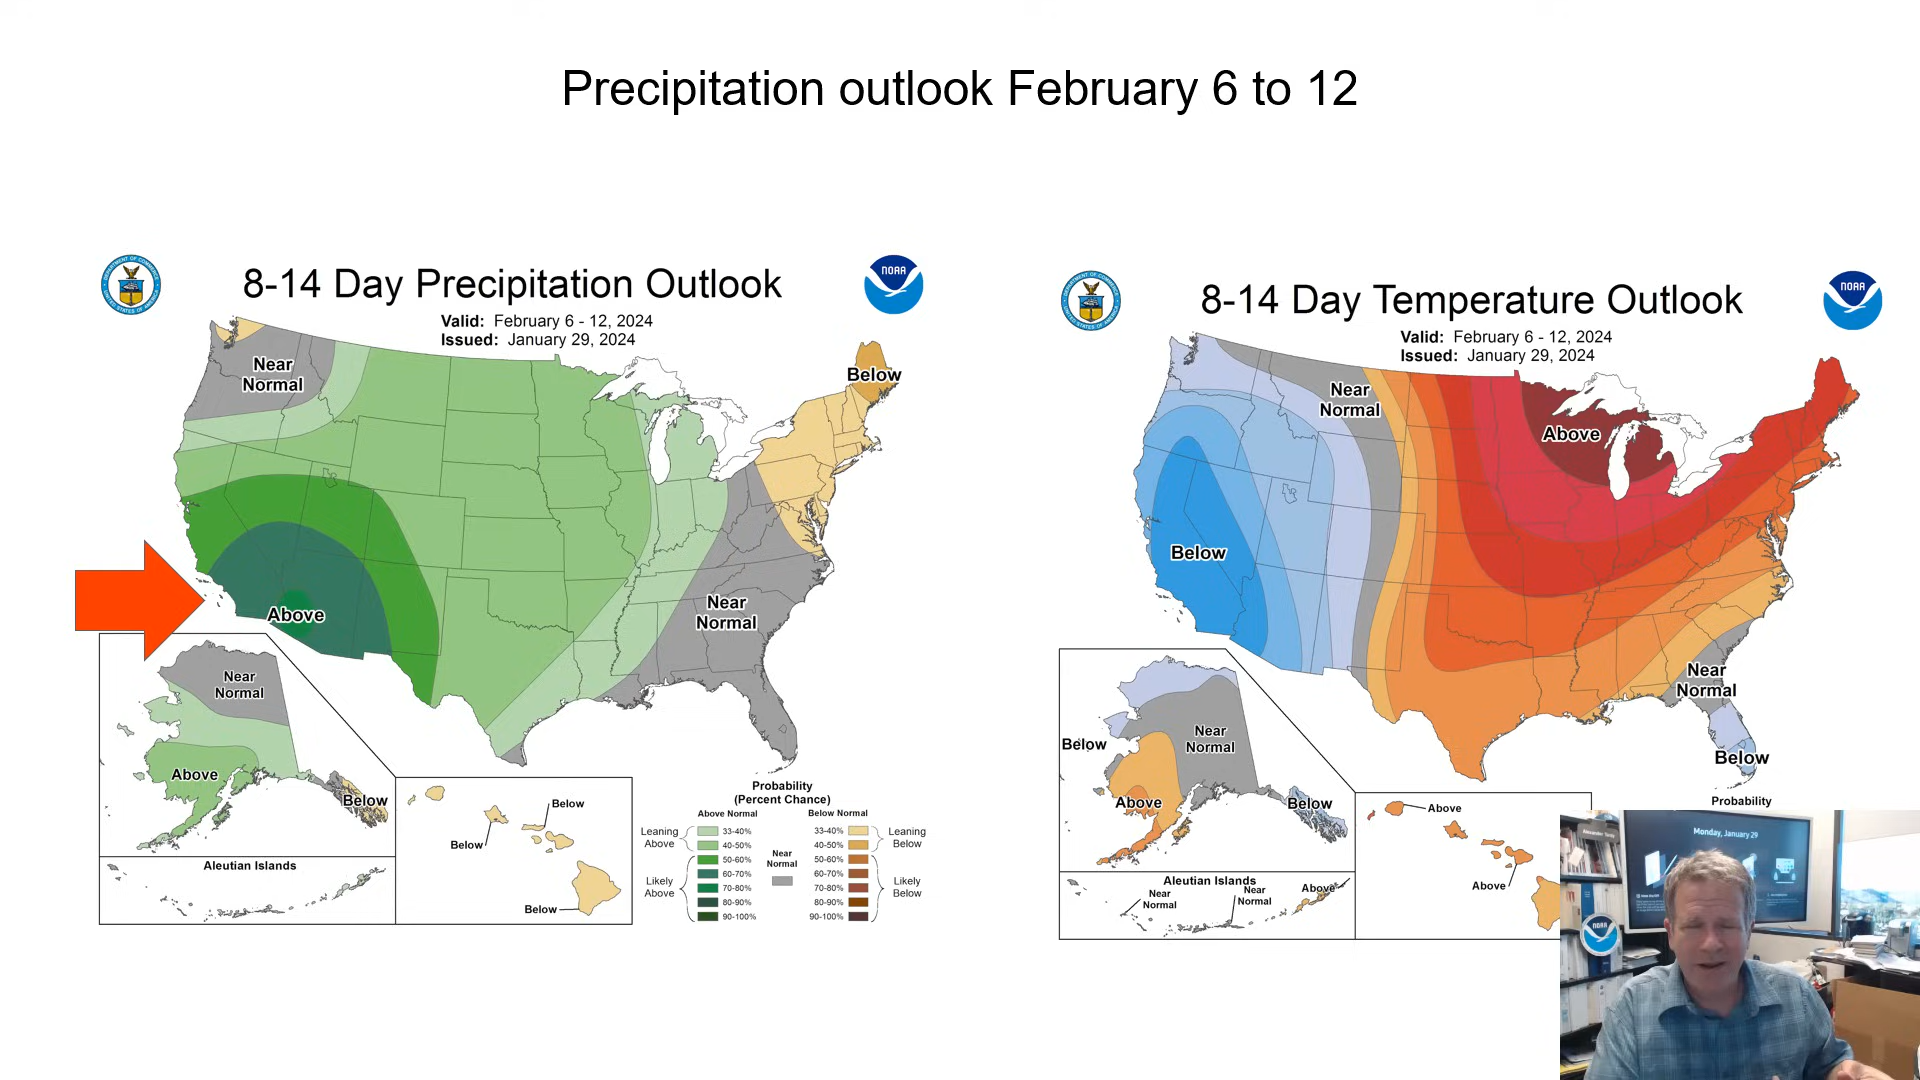 Precipitation outlook February 6 to 12
8-14 Day Precipitation Outlook
Valid: February 6 - 12, 2024
Issued: January 29, 2024
NOAA
Near
Normal
Below
Above
Near
Normal
Near
Normal
Above
Below
Aleutian Islands
Below
Below
Below
Probability
(Percent Chance)
Above Normal
Below Normal
Leaning
Above
33-40%
40-50%
Likely
Above
50-60%
60-70%
70-80%
80-90%
90-100%
Near
Normal
33-40%
40-50%
Leaning
Below
50-60%
60-70%
70-80%
80-90%
90-100%
Likely
Below
8-14 Day Temperature Outlook
Valid: February 6 - 12, 2024
Issued: January 29, 2024
NOAA
Near
Normal
Above
Below
Near
Normal
Below
Below
Near
Normal
Above
Below
Aleutian Islands
Near
Normal
Near
Normal
Above
Above
Above
Probability
Monday, January 29
NOAA